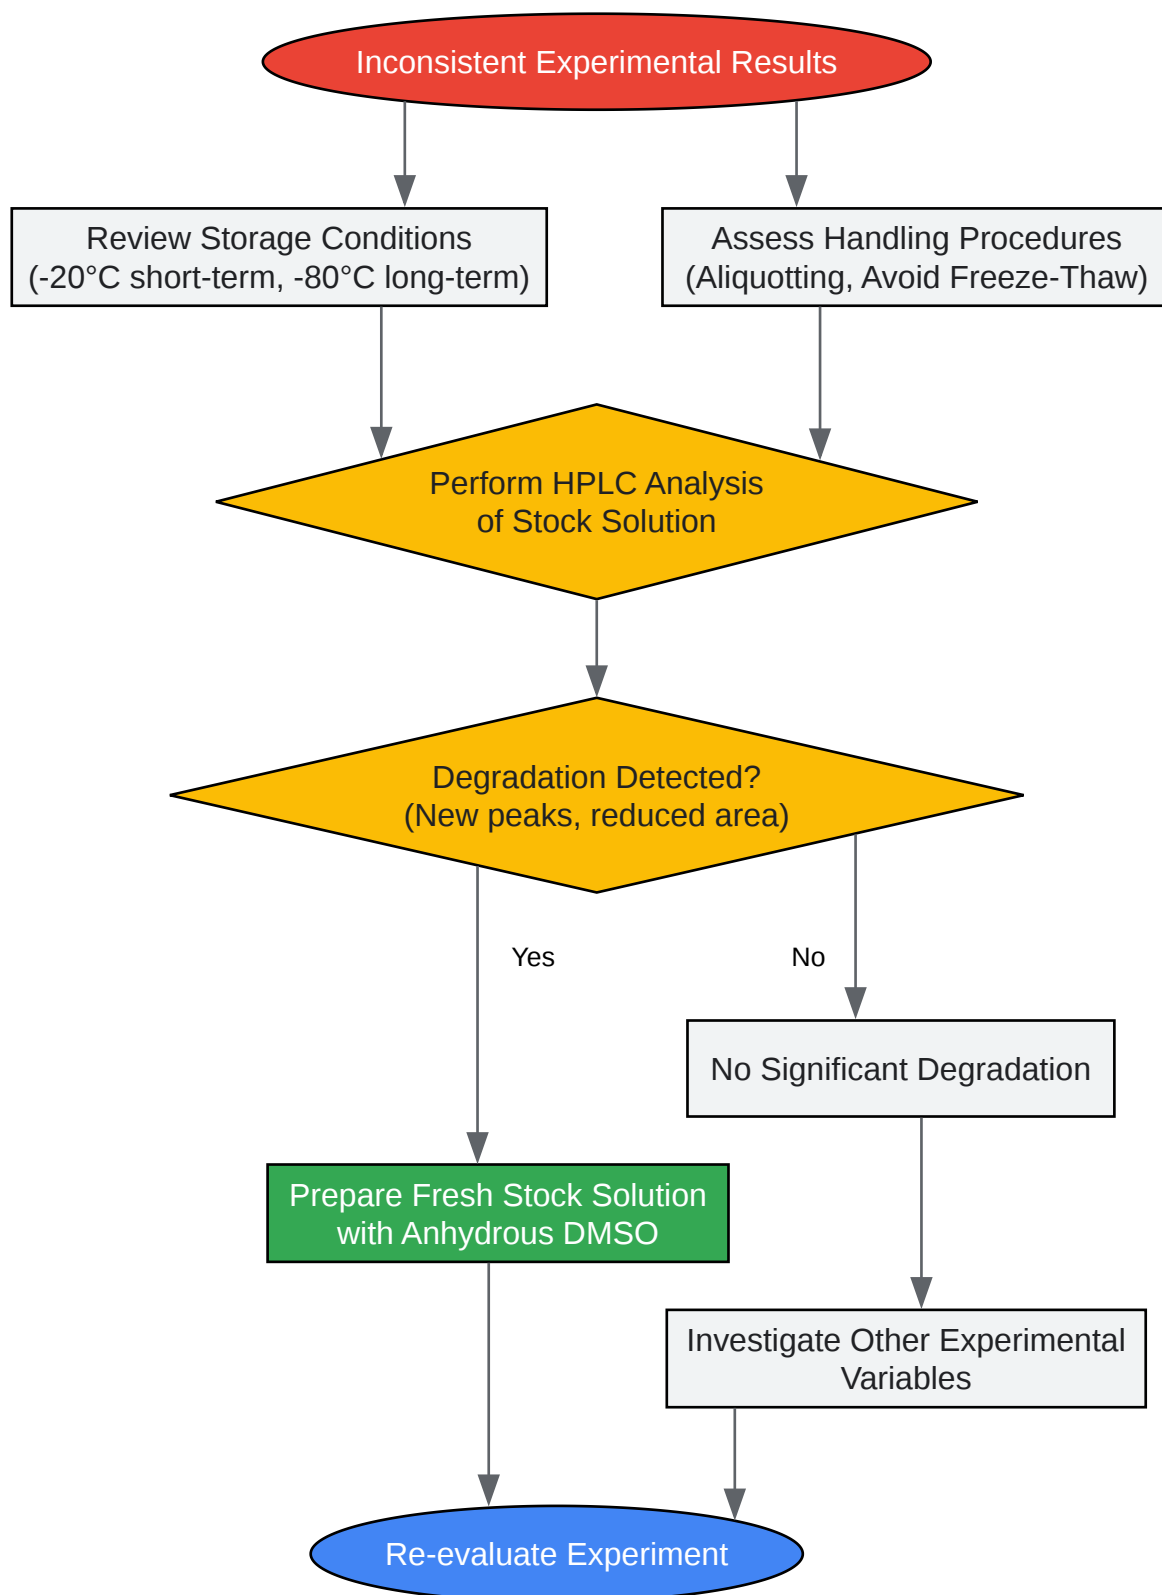 Inconsistent Experimental Results
Review Storage Conditions
(-20°C short-term, -80°C long-term)
Assess Handling Procedures
(Aliquotting, Avoid Freeze-Thaw)
Perform HPLC Analysis
of Stock Solution
Degradation Detected?
(New peaks, reduced area)
Yes
No
No Significant Degradation
Prepare Fresh Stock Solution
with Anhydrous DMSO
Investigate Other Experimental
Variables
Re-evaluate Experiment